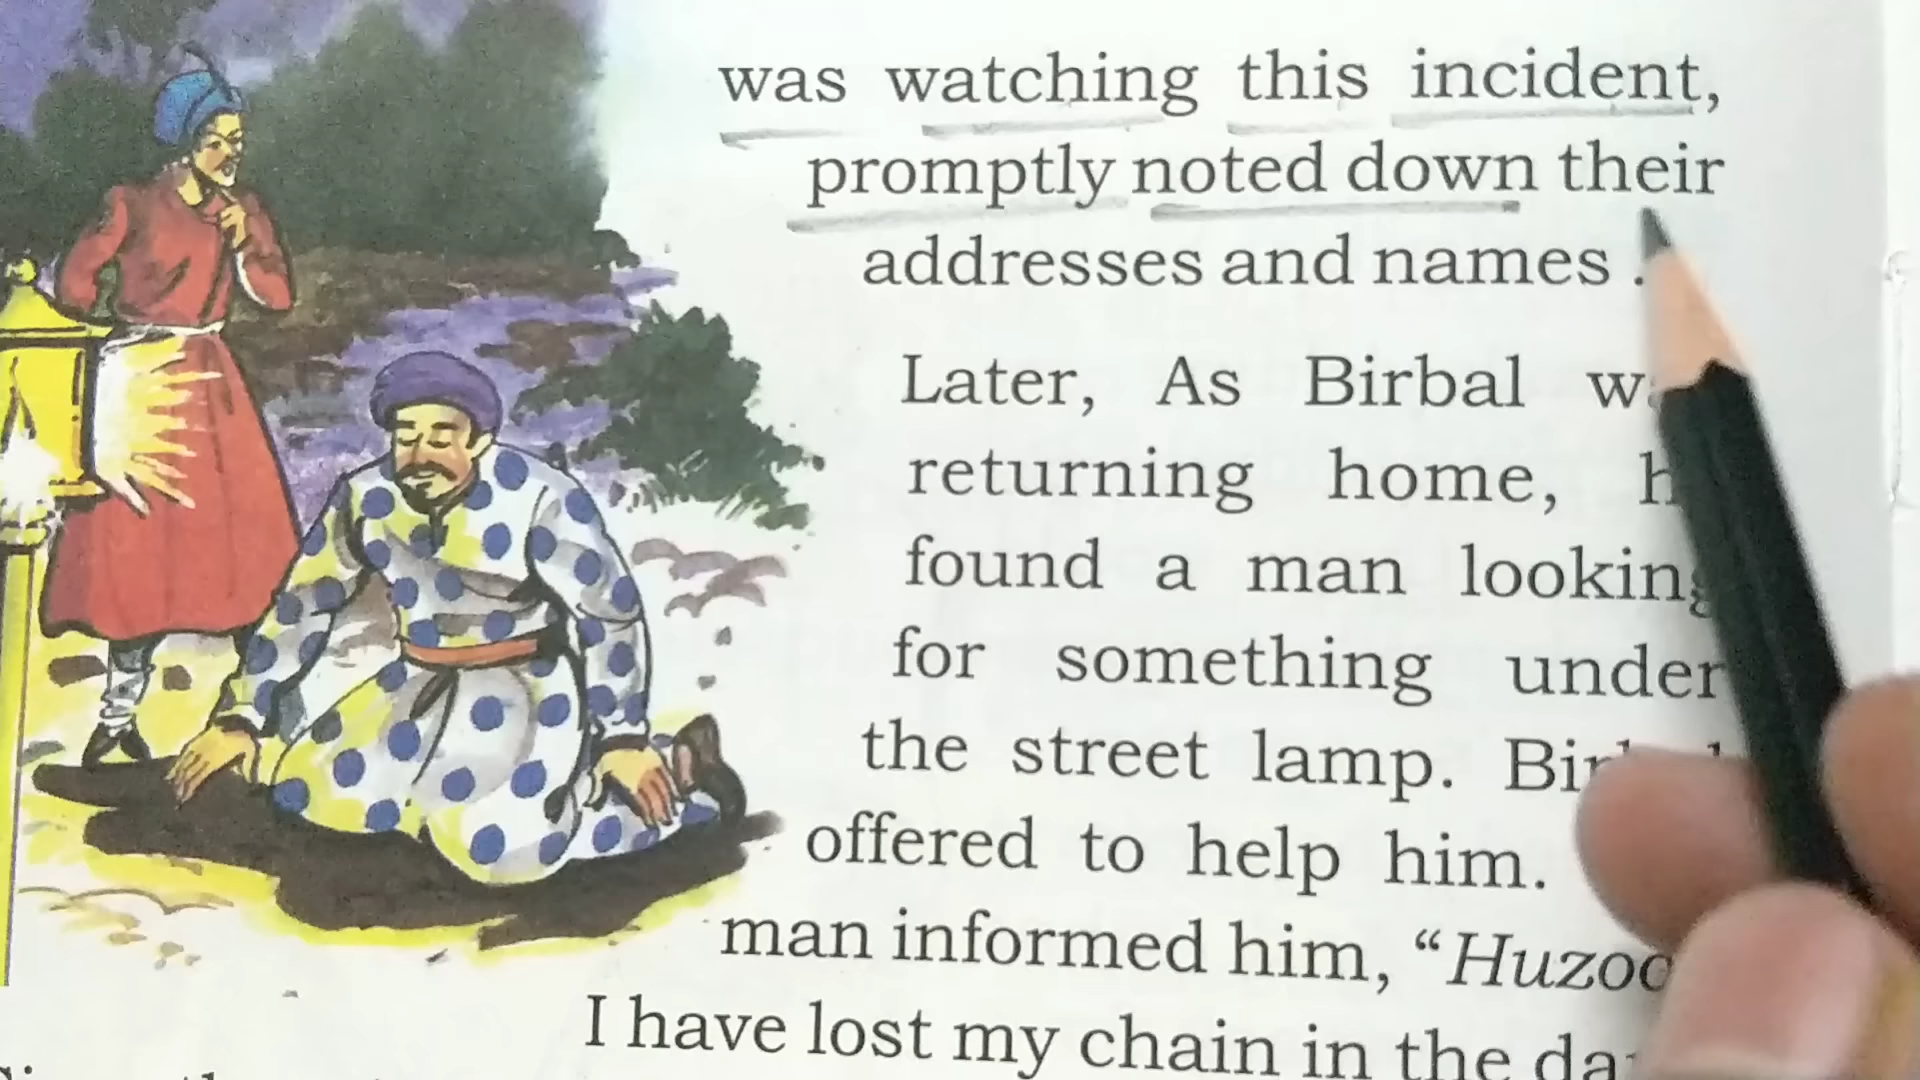 was watching this incident,
promptly noted down their
addresses and names .
Later, As Birbal
returning home,
found a man looking
for something under
the street lamp.
offered to help him.
man informed him, "Huzoo
I have lost my chain in the